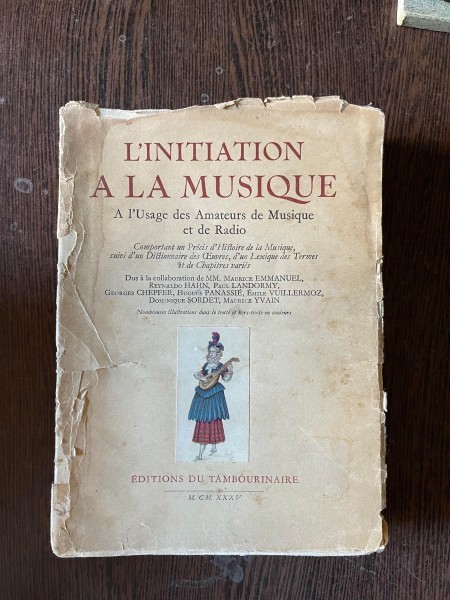 L'INITIATION
A LA MUSIQUE
A l'Usage des Amateurs de Musique
et de Radio
Comportant un Précis d'Histoire de la Musique,
suivi d'un Dictionnaire des Œuvres, d'un Lexique des Termes
et de Chapitres variés
Dus à la collaboration de MM. MAURICE EMMANUEL,
REYNALDO HAHN, PAUL LANDORMY,
GEORGES CHEPFER, HUGUES PANASSIÉ, ÉMILE VUILLERMOZ,
DOMINIQUE SORDET, MAURICE YVAIN
Nombreuses illustrations dans le texte et hors-texte en couleurs
ÉDITIONS DU TAMBOURINAIRE
M. CM. XXXV